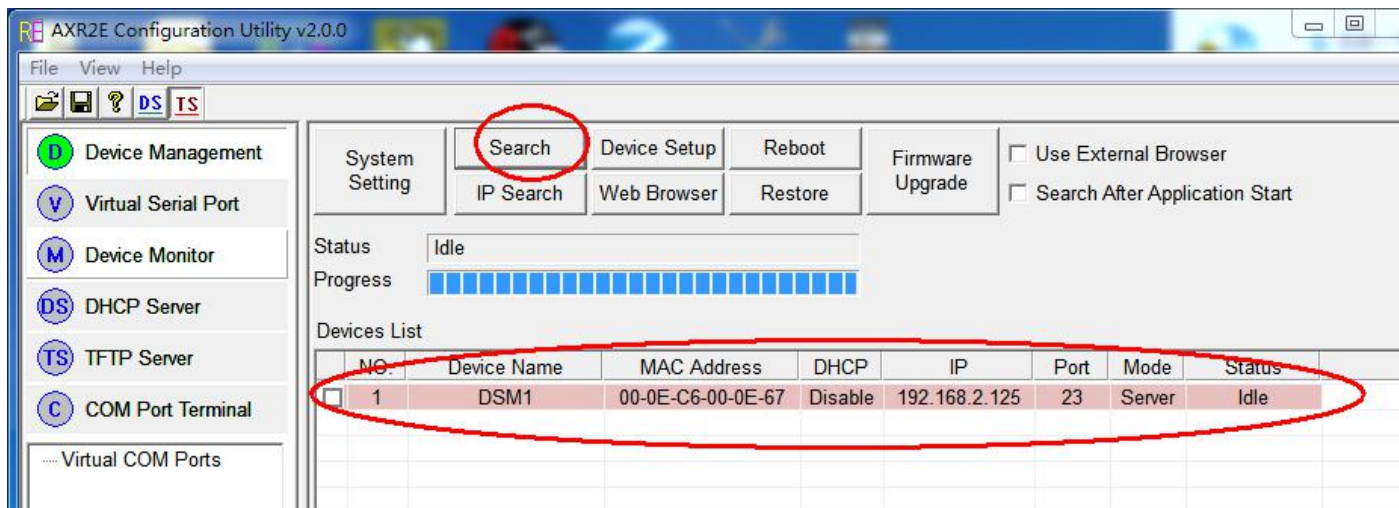 RE AXR2E Configuration Utility v2.0.0
File View Help
DS TS
D Device Management
V Virtual Serial Port
M Device Monitor
DS DHCP Server
TS TFTP Server
C COM Port Terminal
Virtual COM Ports
System Setting
Search Device Setup Reboot
IP Search Web Browser Restore
Firmware Upgrade
Use External Browser
Search After Application Start
Status Idle
Progress
Devices List
NO. Device Name MAC Address DHCP IP Port Mode Status
1 DSM1 00-0E-C6-00-0E-67 Disable 192.168.2.125 23 Server Idle